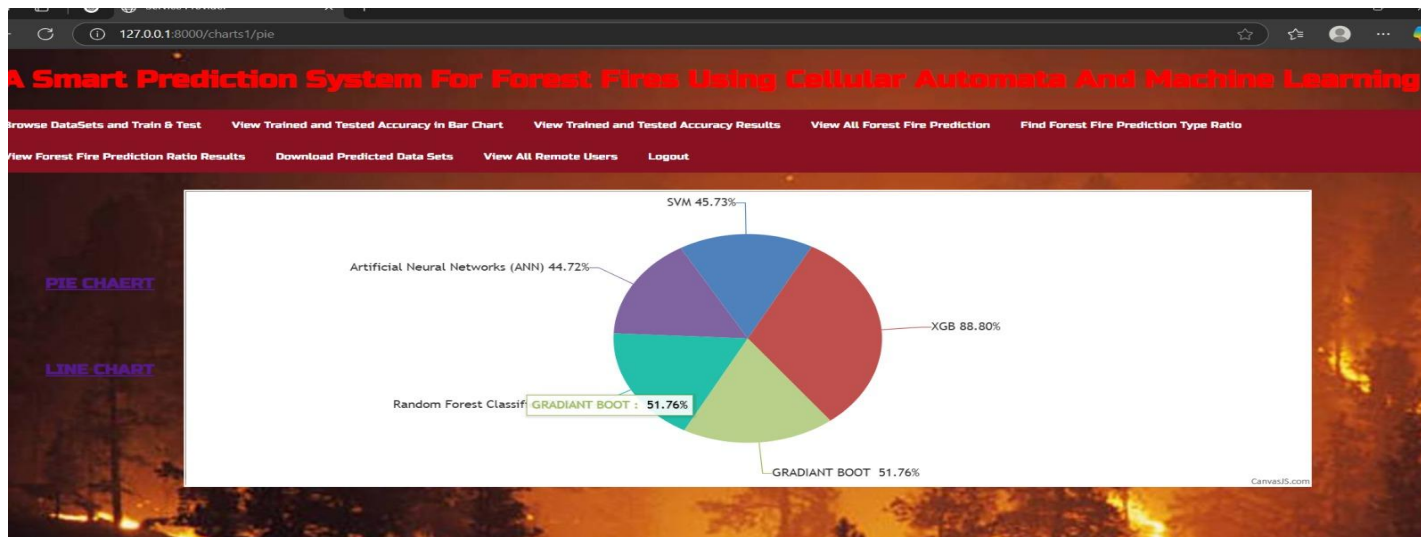 Service Provider
127.0.0.1:8000/charts1/pie
A Smart Prediction System For Forest Fires Using Cellular Automata And Machine Learning
Browse DataSets and Train & Test View Trained and Tested Accuracy in Bar Chart View Trained and Tested Accuracy Results View All Forest Fire Prediction Find Forest Fire Prediction Type Ratio
View Forest Fire Prediction Ratio Results Download Predicted Data Sets View All Remote Users Logout
SVM 45.73%
Artificial Neural Networks (ANN) 44.72%
PIE CHAERT
XGB 88.80%
LINE CHART
Random Forest Classif
GRADIANT BOOT : 51.76%
GRADIANT BOOT 51.76%
CanvasJS.com